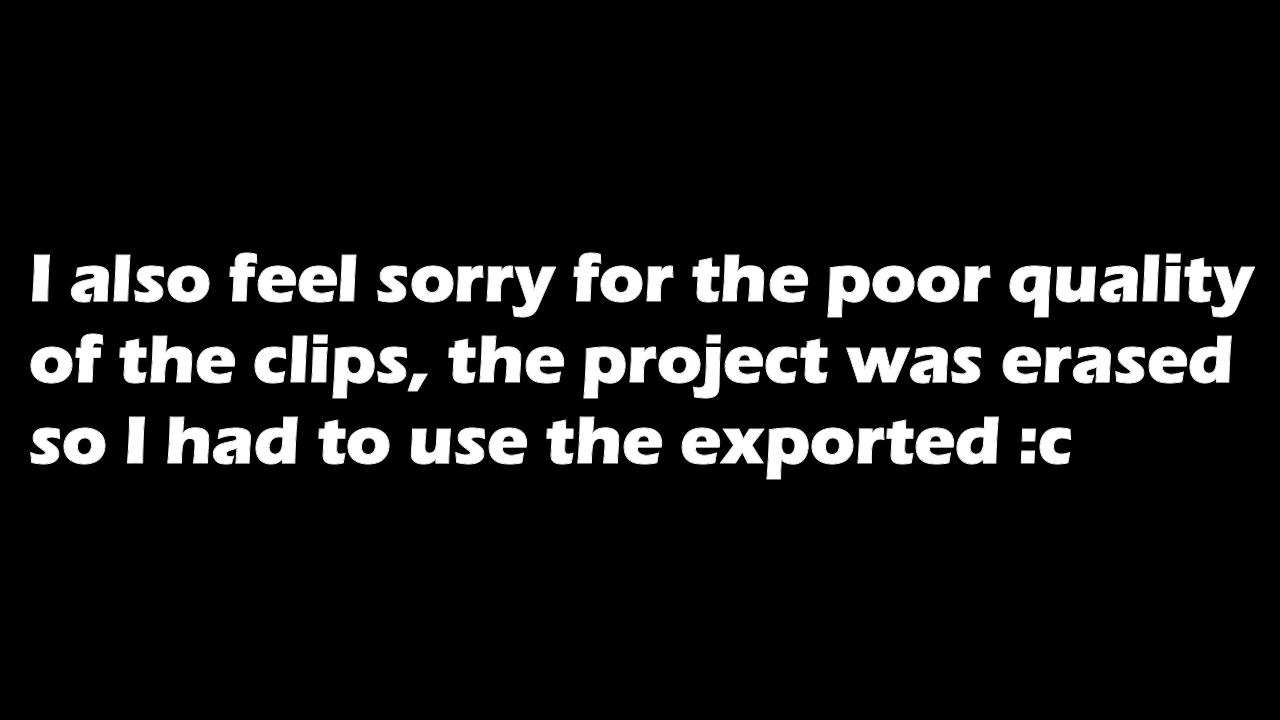 I also feel sorry for the poor quality
of the clips, the project was erased
so I had to use the exported :c